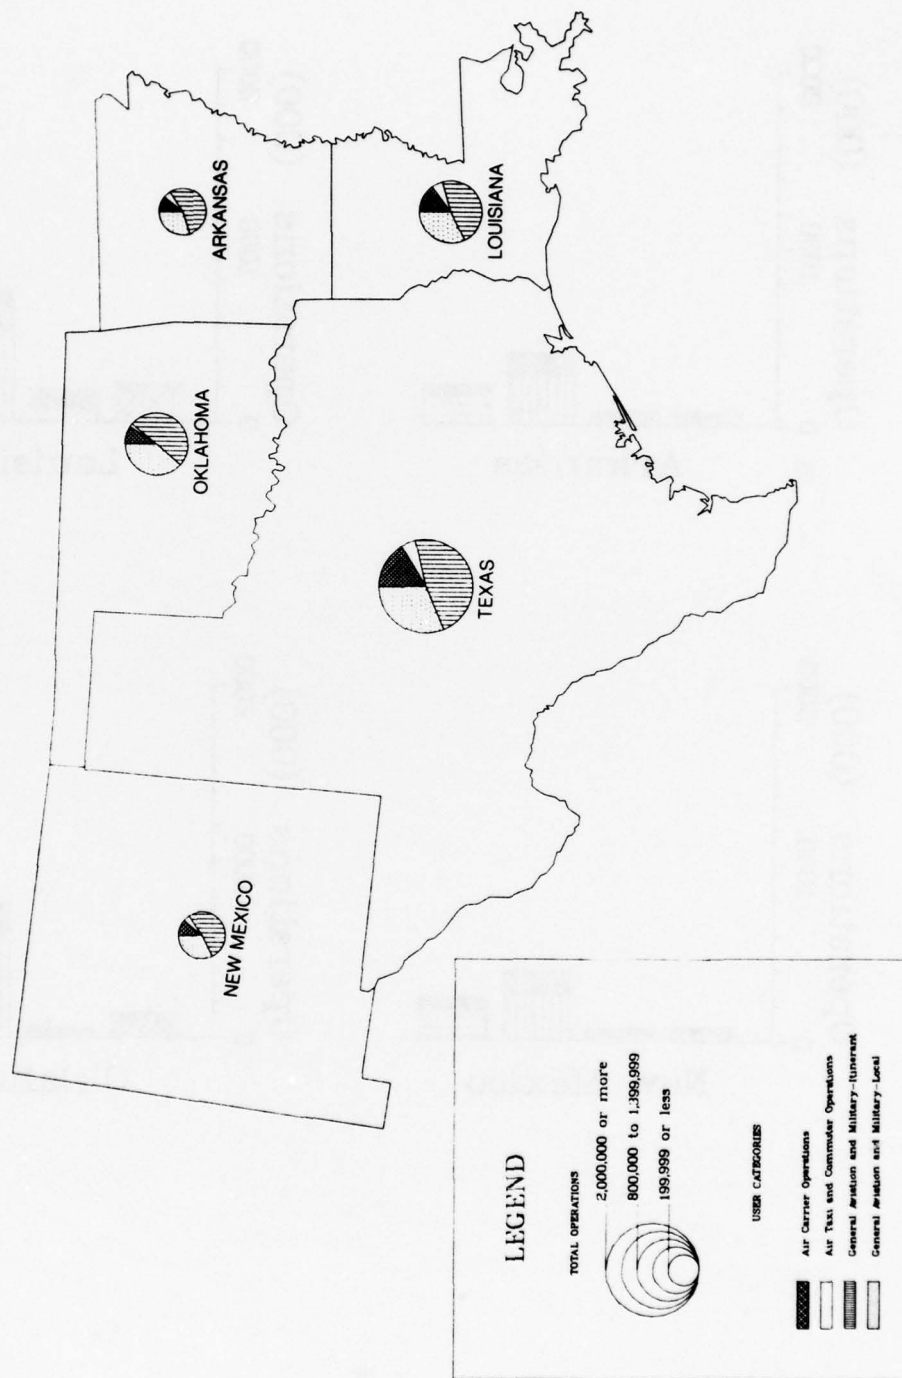 NEW MEXICO
OKLAHOMA
ARKANSAS
TEXAS
LOUISIANA
LEGEND
TOTAL OPERATIONS
2,000,000 or more
800,000 to 1,399,999
199,999 or less
USER CATEGORIES
Air Carrier Operations
Air Taxi and Commuter Operations
General Aviation and Military-Itinerant
General Aviation and Military-Local